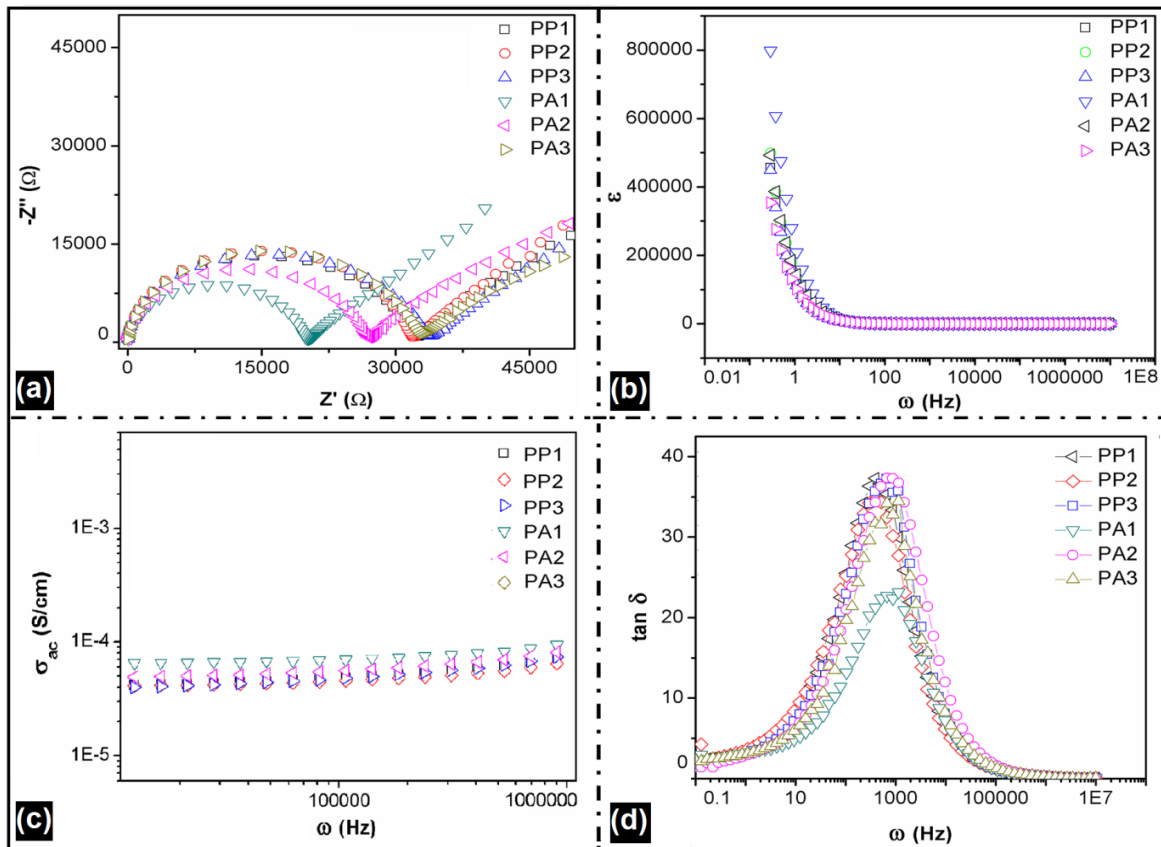 45000
30000
15000
0
-Z'' (Ω)
0
15000
30000
45000
Z' (Ω)
PP1
PP2
PP3
PA1
PA2
PA3
(a)
800000
600000
400000
200000
0
ε
0.01
1
100
10000
1000000
1E8
ω (Hz)
PP1
PP2
PP3
PA1
PA2
PA3
(b)
1E-3
1E-4
1E-5
σac (S/cm)
100000
1000000
ω (Hz)
PP1
PP2
PP3
PA1
PA2
PA3
(c)
40
30
20
10
0
tan δ
0.1
10
1000
100000
1E7
ω (Hz)
PP1
PP2
PP3
PA1
PA2
PA3
(d)